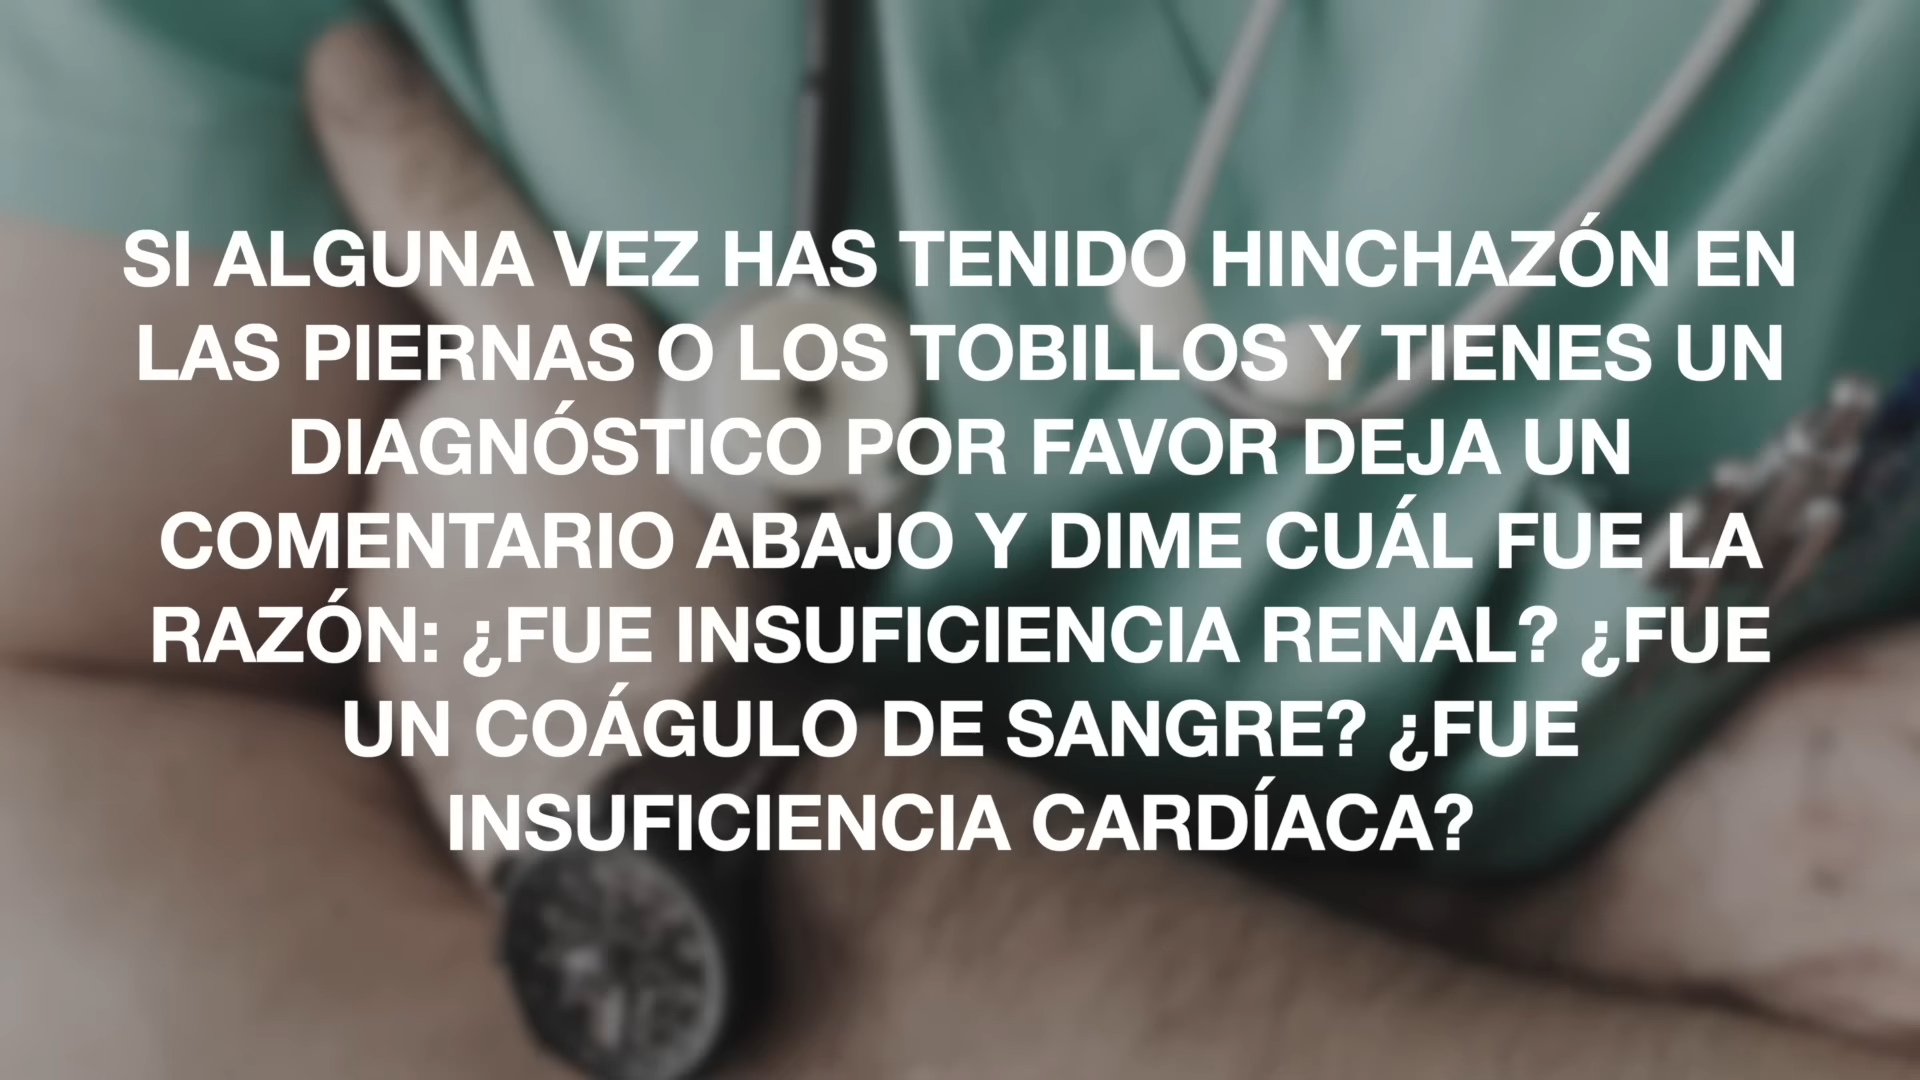 SI ALGUNA VEZ HAS TENIDO HINCHAZÓN EN
LAS PIERNAS O LOS TOBILLOS Y TIENES UN
DIAGNÓSTICO POR FAVOR DEJA UN
COMENTARIO ABAJO Y DIME CUÁL FUE LA
RAZÓN: ¿FUE INSUFICIENCIA RENAL? ¿FUE
UN COÁGULO DE SANGRE? ¿FUE
INSUFICIENCIA CARDÍACA?